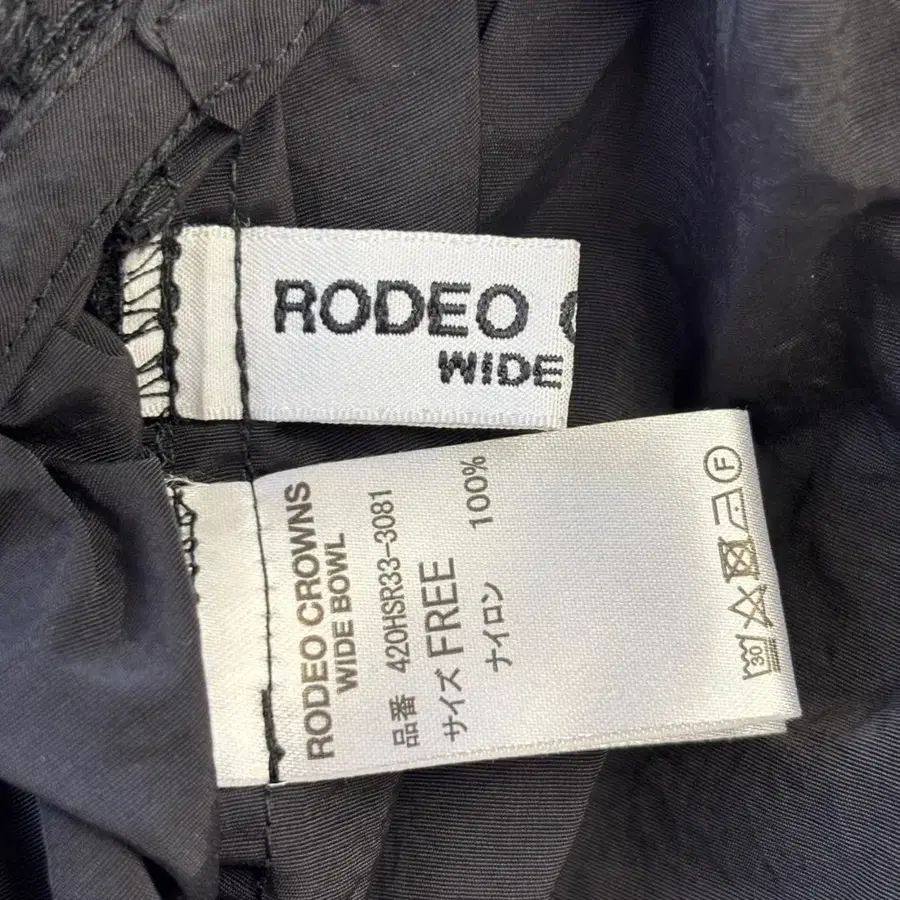 RODEO
WIDE
RODEO CROWNS
WIDE BOWL
品番 420HSR33-3081
サイズ FREE
ナイロン 100%
30
F